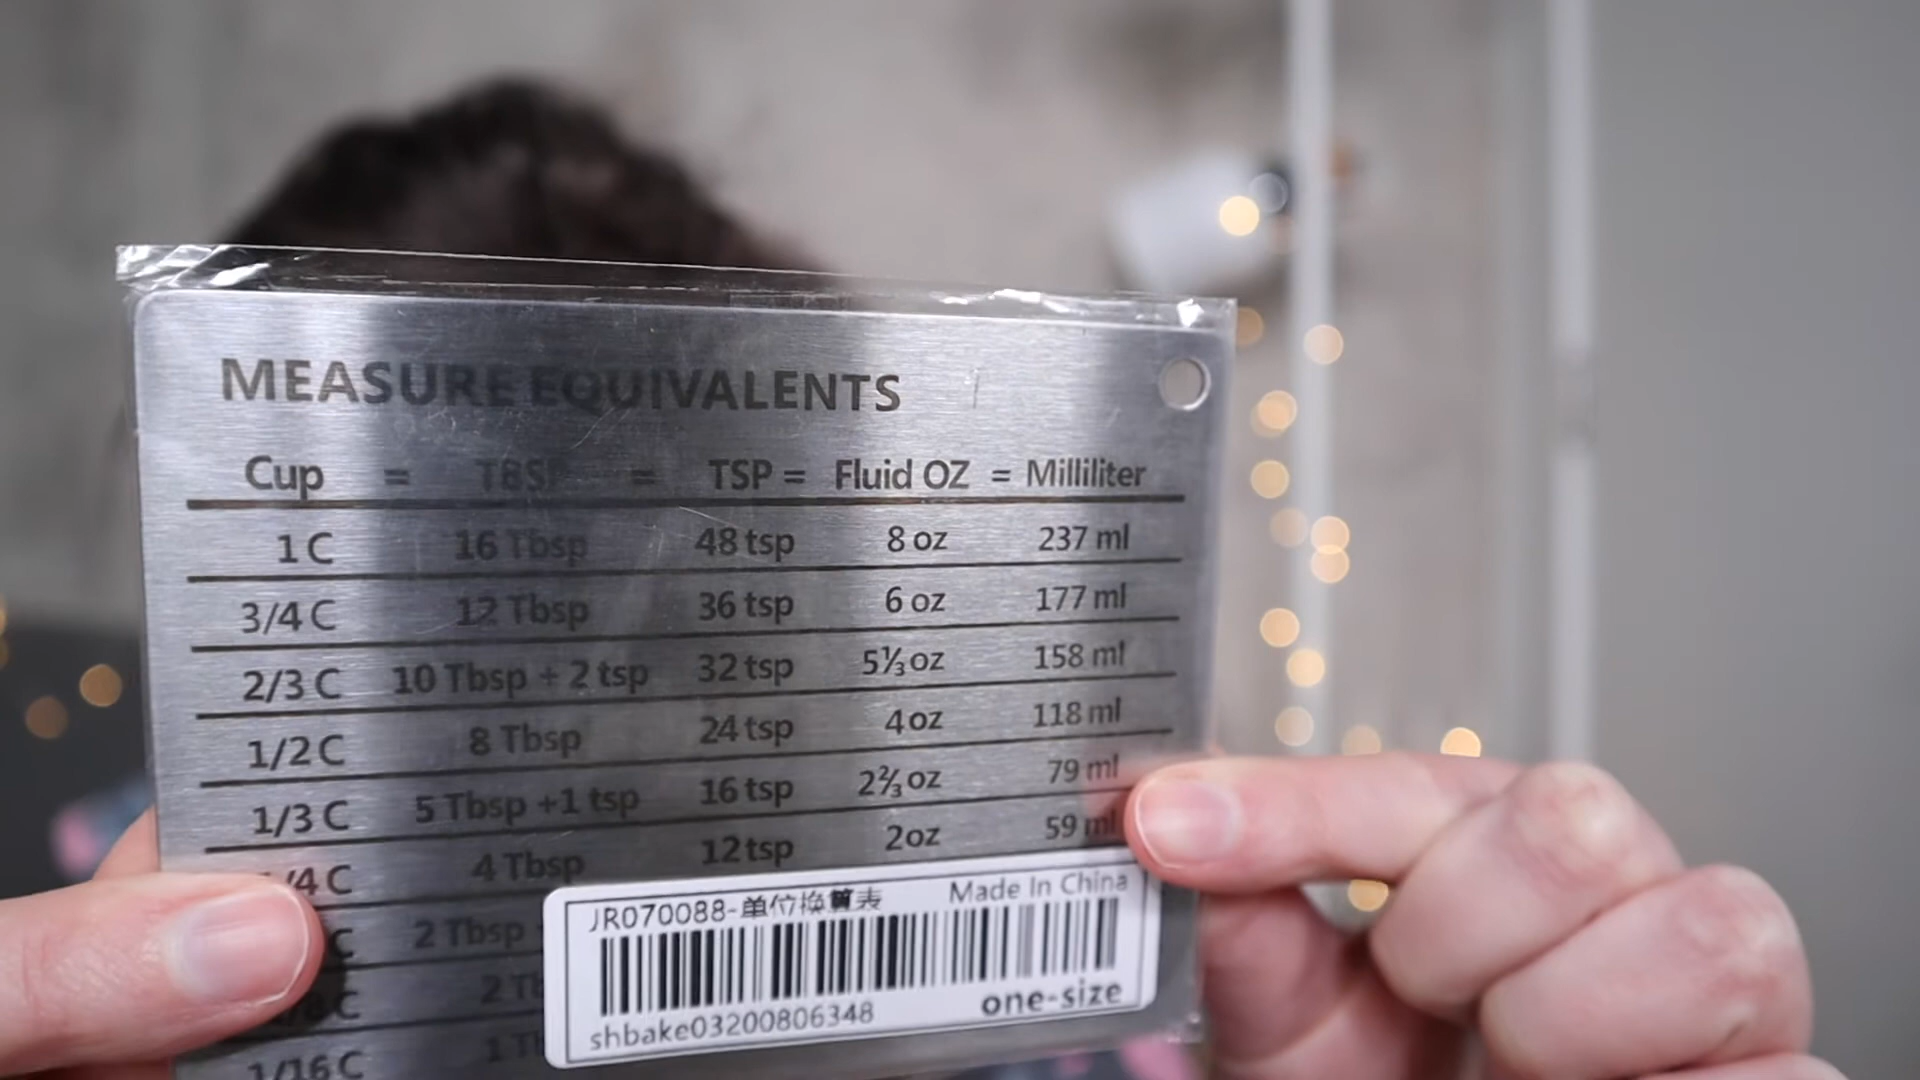 MEASURE EQUIVALENTS
Cup = TBSP = TSP = Fluid OZ = Milliliter
1 C 16 Tbsp 48 tsp 8 oz 237 ml
3/4 C 12 Tbsp 36 tsp 6 oz 177 ml
2/3 C 10 Tbsp + 2 tsp 32 tsp 5⅓ oz 158 ml
1/2 C 8 Tbsp 24 tsp 4 oz 118 ml
1/3 C 5 Tbsp +1 tsp 16 tsp 2⅔ oz 79 ml
/4 C 4 Tbsp 12 tsp 2 oz 59 ml
C 2 Tbsp
C 2
1/16 C 1
JR070088-单位换算表 Made In China
shbake03200806348 one-size